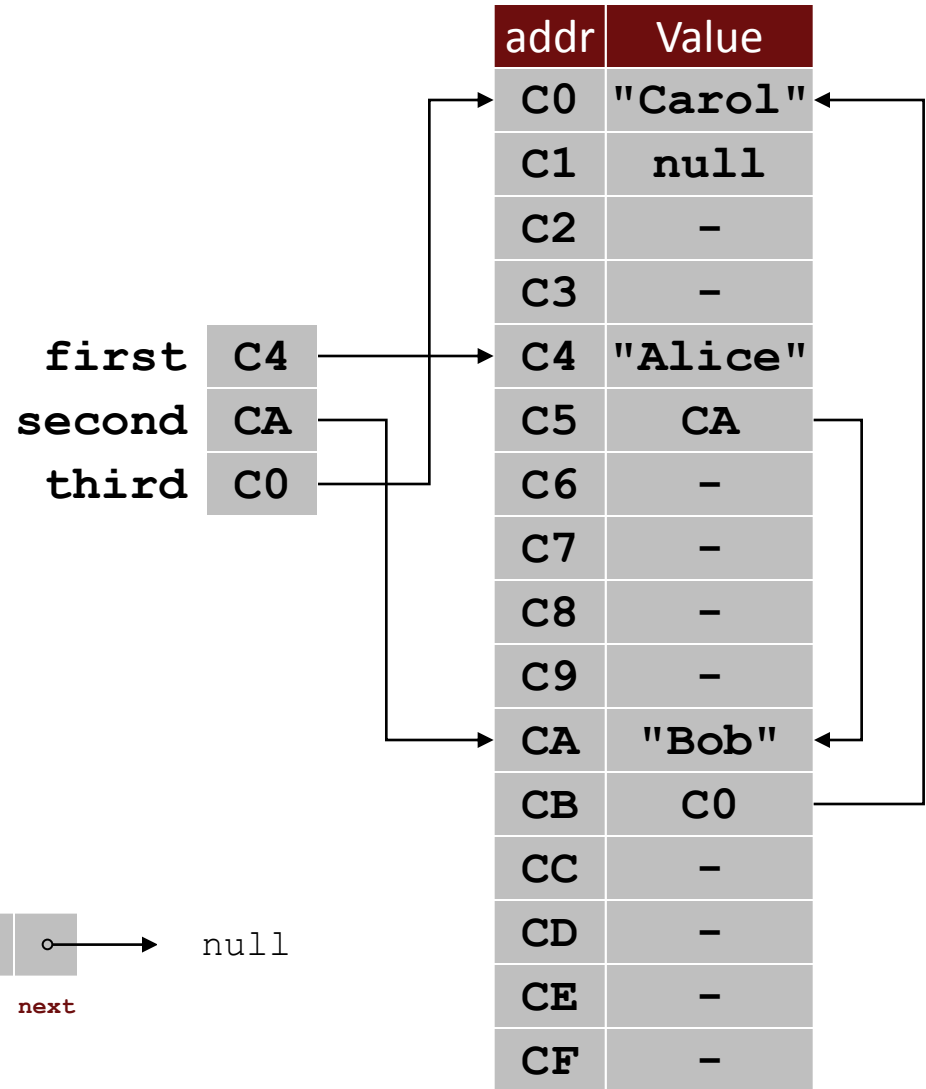 addr Value
C0 "Carol"
C1 null
C2 –
C3 –
first C4 C4 "Alice"
second CA C5 CA
third C0 C6 –
C7 –
C8 –
C9 –
CA "Bob"
CB C0
CC –
null CD –
next CE –
CF –